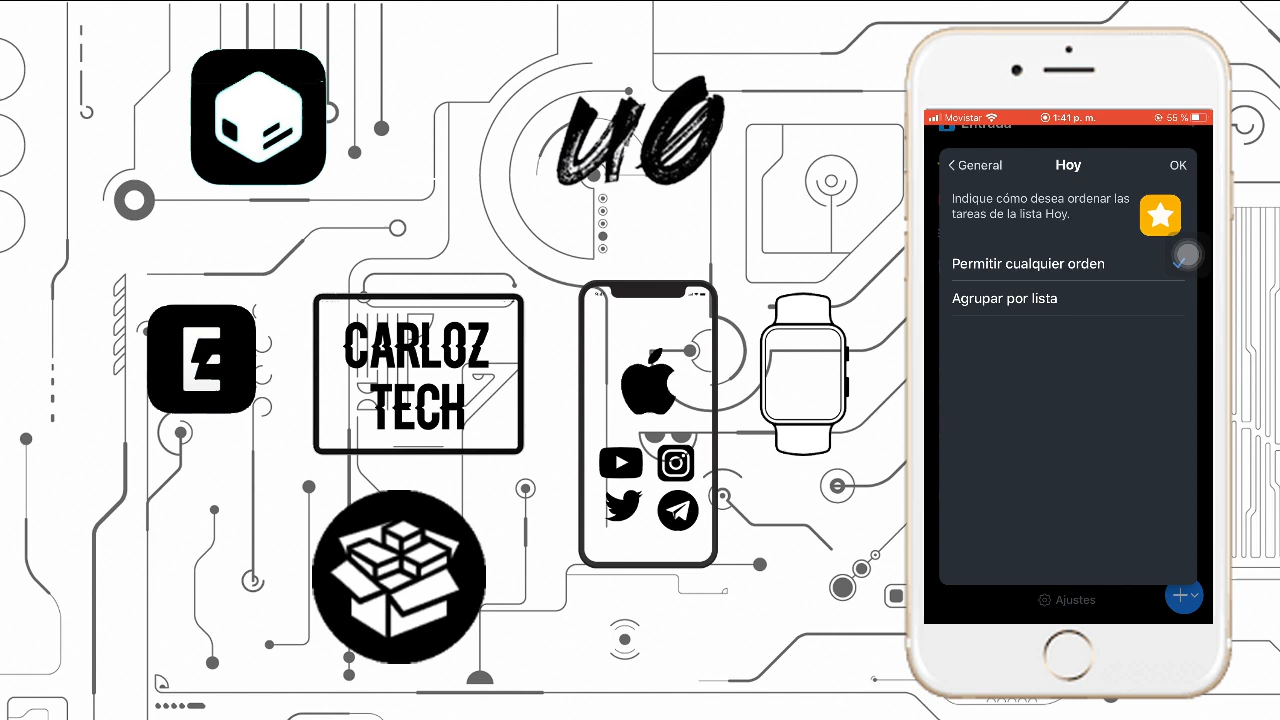 u0
CARLOZ
TECH
Movistar
1:41 p. m.
55 %
Entrada
General
Hoy
OK
Indique cómo desea ordenar las
tareas de la lista Hoy.
Permitir cualquier orden
Agrupar por lista
Ajustes